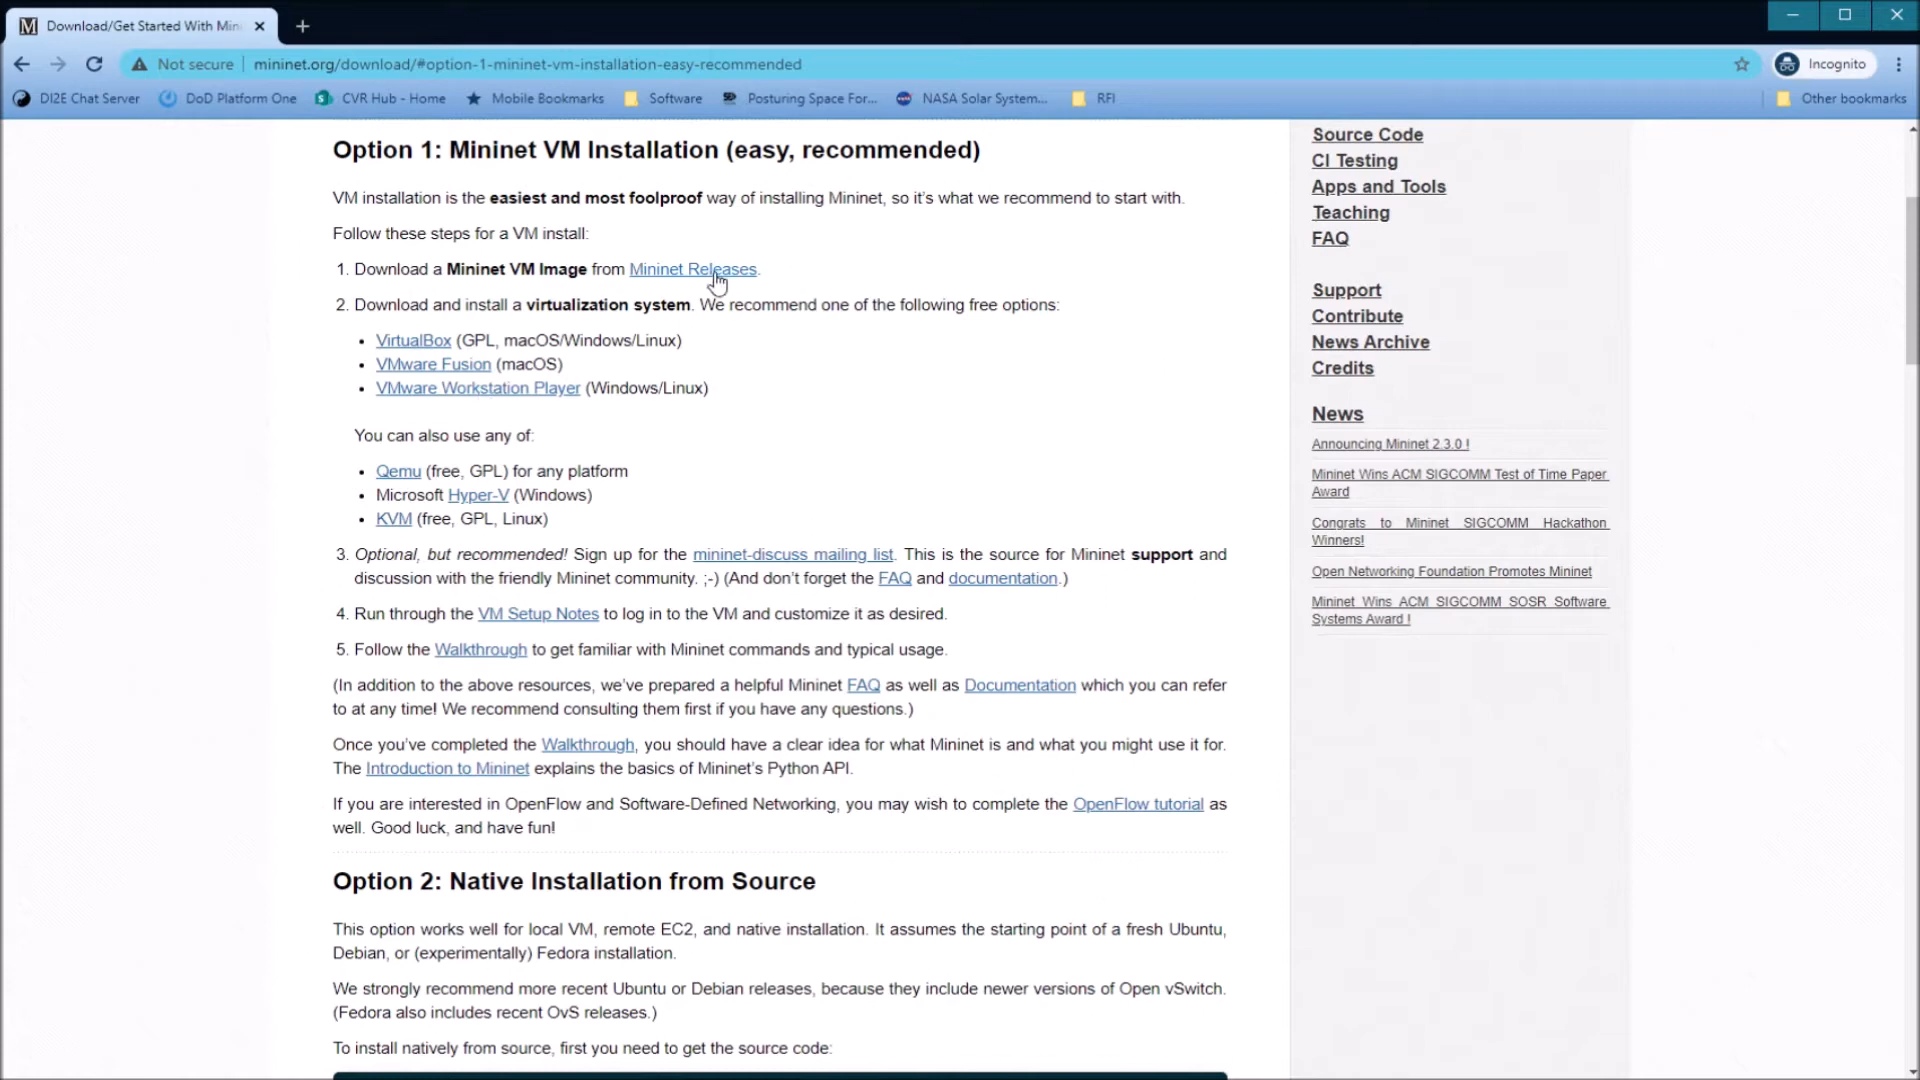 Download/Get Started With Mini
Not secure
mininet.org/download/#option-1-mininet-vm-installation-easy-recommended
Incognito
DI2E Chat Server
DoD Platform One
CVR Hub - Home
Mobile Bookmarks
Software
Posturing Space For...
NASA Solar System...
RFI
Other bookmarks
Option 1: Mininet VM Installation (easy, recommended)
VM installation is the easiest and most foolproof way of installing Mininet, so it’s what we recommend to start with.
Follow these steps for a VM install:
1. Download a Mininet VM Image from Mininet Releases.
2. Download and install a virtualization system. We recommend one of the following free options:
• VirtualBox (GPL, macOS/Windows/Linux)
• VMware Fusion (macOS)
• VMware Workstation Player (Windows/Linux)
You can also use any of:
• Qemu (free, GPL) for any platform
• Microsoft Hyper-V (Windows)
• KVM (free, GPL, Linux)
3. Optional, but recommended! Sign up for the mininet-discuss mailing list. This is the source for Mininet support and
discussion with the friendly Mininet community. ;-) (And don’t forget the FAQ and documentation.)
4. Run through the VM Setup Notes to log in to the VM and customize it as desired.
5. Follow the Walkthrough to get familiar with Mininet commands and typical usage.
(In addition to the above resources, we’ve prepared a helpful Mininet FAQ as well as Documentation which you can refer
to at any time! We recommend consulting them first if you have any questions.)
Once you’ve completed the Walkthrough, you should have a clear idea for what Mininet is and what you might use it for.
The Introduction to Mininet explains the basics of Mininet’s Python API.
If you are interested in OpenFlow and Software-Defined Networking, you may wish to complete the OpenFlow tutorial as
well. Good luck, and have fun!
Option 2: Native Installation from Source
This option works well for local VM, remote EC2, and native installation. It assumes the starting point of a fresh Ubuntu,
Debian, or (experimentally) Fedora installation.
We strongly recommend more recent Ubuntu or Debian releases, because they include newer versions of Open vSwitch.
(Fedora also includes recent OvS releases.)
To install natively from source, first you need to get the source code:
Source Code
CI Testing
Apps and Tools
Teaching
FAQ
Support
Contribute
News Archive
Credits
News
Announcing Mininet 2.3.0 !
Mininet Wins ACM SIGCOMM Test of Time Paper
Award
Congrats to Mininet SIGCOMM Hackathon
Winners!
Open Networking Foundation Promotes Mininet
Mininet Wins ACM SIGCOMM SOSR Software
Systems Award !